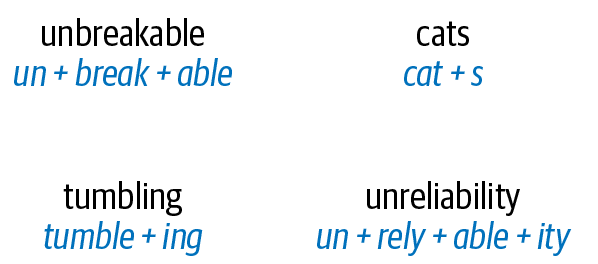 unbreakable
un + break + able
cats
cat + s
tumbling
tumble + ing
unreliability
un + rely + able + ity